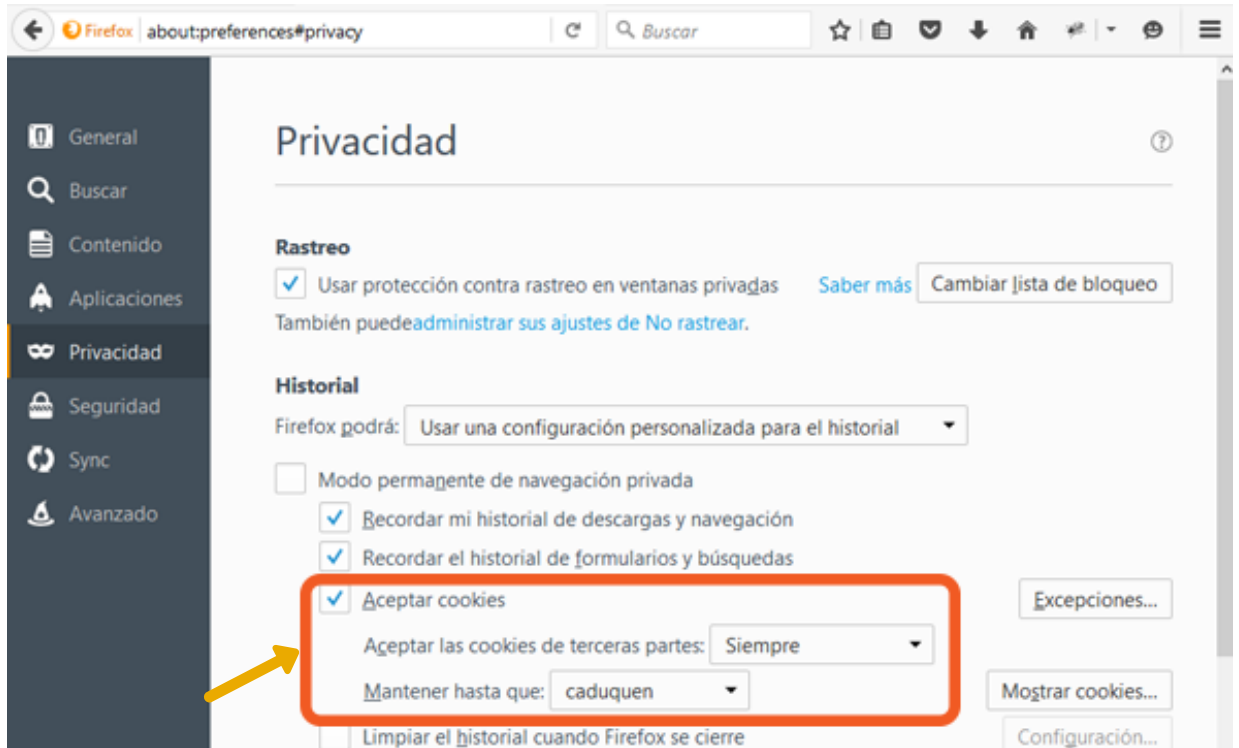 Firefox about:preferences#privacy Buscar
General
Buscar
Contenido
Aplicaciones
Privacidad
Seguridad
Sync
Avanzado
Privacidad
Rastreo
Usar protección contra rastreo en ventanas privadas Saber más Cambiar lista de bloqueo
También puedeadministrar sus ajustes de No rastrear.
Historial
Firefox podrá: Usar una configuración personalizada para el historial
Modo permanente de navegación privada
Recordar mi historial de descargas y navegación
Recordar el historial de formularios y búsquedas
Aceptar cookies Excepciones...
Aceptar las cookies de terceras partes: Siempre
Mantener hasta que: caduquen Mostrar cookies...
Limpiar el historial cuando Firefox se cierre Configuración...